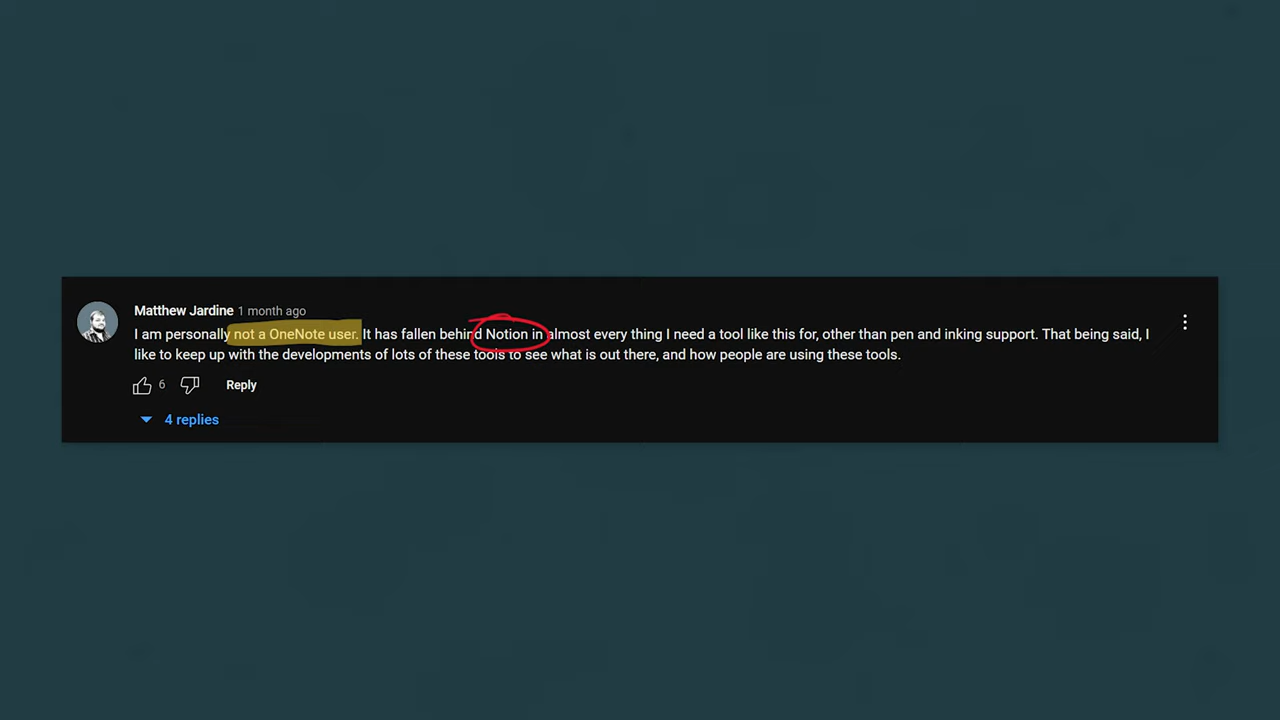 Matthew Jardine 1 month ago
I am personally not a OneNote user. It has fallen behind Notion in almost every thing I need a tool like this for, other than pen and inking support. That being said, I
like to keep up with the developments of lots of these tools to see what is out there, and how people are using these tools.
6 Reply
4 replies